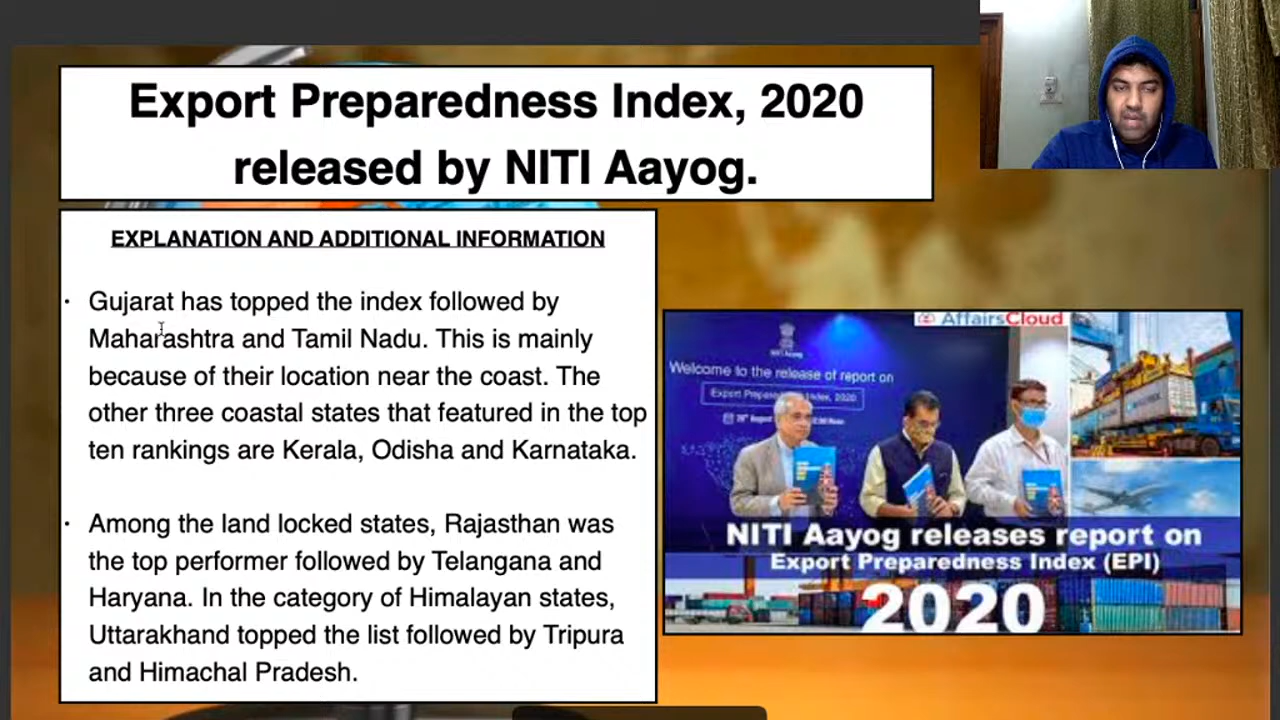 Export Preparedness Index, 2020
released by NITI Aayog.
EXPLANATION AND ADDITIONAL INFORMATION
· Gujarat has topped the index followed by
Maharashtra and Tamil Nadu. This is mainly
because of their location near the coast. The
other three coastal states that featured in the top
ten rankings are Kerala, Odisha and Karnataka.
· Among the land locked states, Rajasthan was
the top performer followed by Telangana and
Haryana. In the category of Himalayan states,
Uttarakhand topped the list followed by Tripura
and Himachal Pradesh.
AffairsCloud
NITI Aayog
Welcome to the release of report on
Export Preparedness Index, 2020
NITI Aayog releases report on
Export Preparedness Index (EPI)
2020